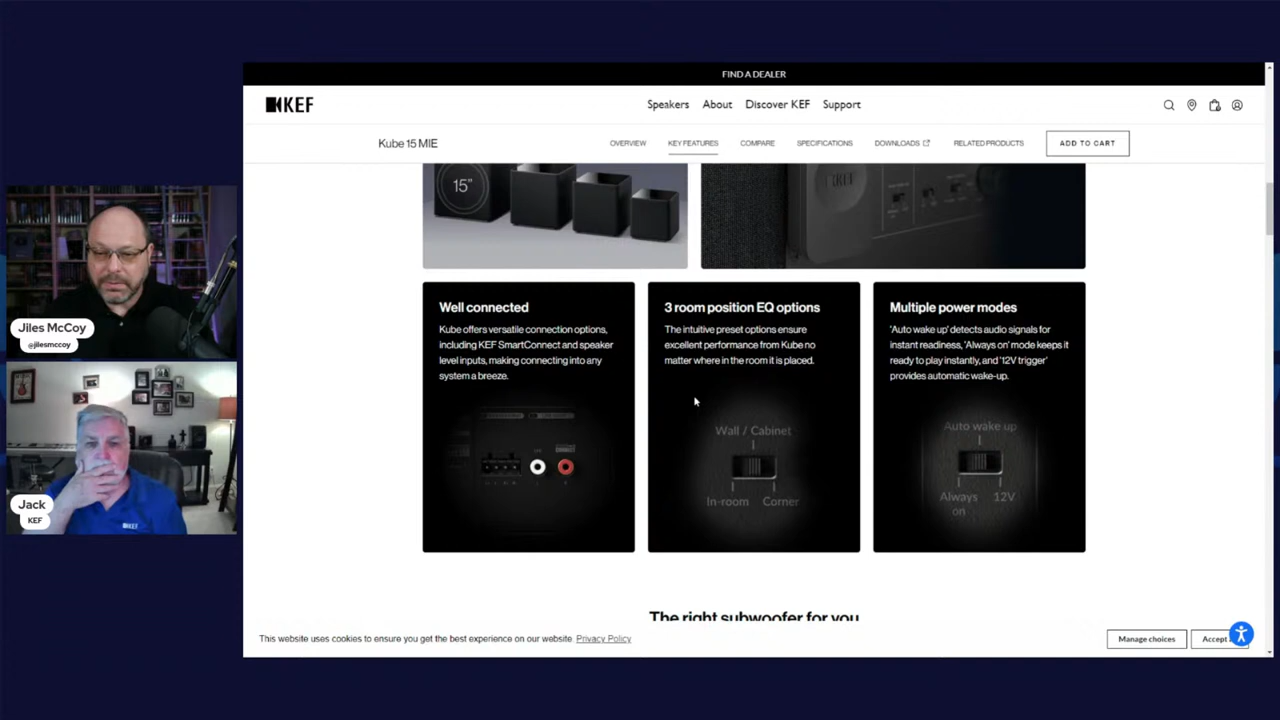 FIND A DEALER
KEF
Speakers About Discover KEF Support
Kube 15 MIE
OVERVIEW KEY FEATURES COMPARE SPECIFICATIONS DOWNLOADS RELATED PRODUCTS ADD TO CART
15"
KEF
Well connected
Kube offers versatile connection options,
including KEF SmartConnect and speaker
level inputs, making connecting into any
system a breeze.
3 room position EQ options
The intuitive preset options ensure
excellent performance from Kube no
matter where in the room it is placed.
Wall / Cabinet
In-room Corner
Multiple power modes
'Auto wake up' detects audio signals for
instant readiness, 'Always on' mode keeps it
ready to play instantly, and '12V trigger'
provides automatic wake-up.
Auto wake up
Always 12V
on
The right subwoofer for you
This website uses cookies to ensure you get the best experience on our website Privacy Policy
Manage choices
Accept
Jiles McCoy
@jilesmccoy
Jack
KEF
KEF